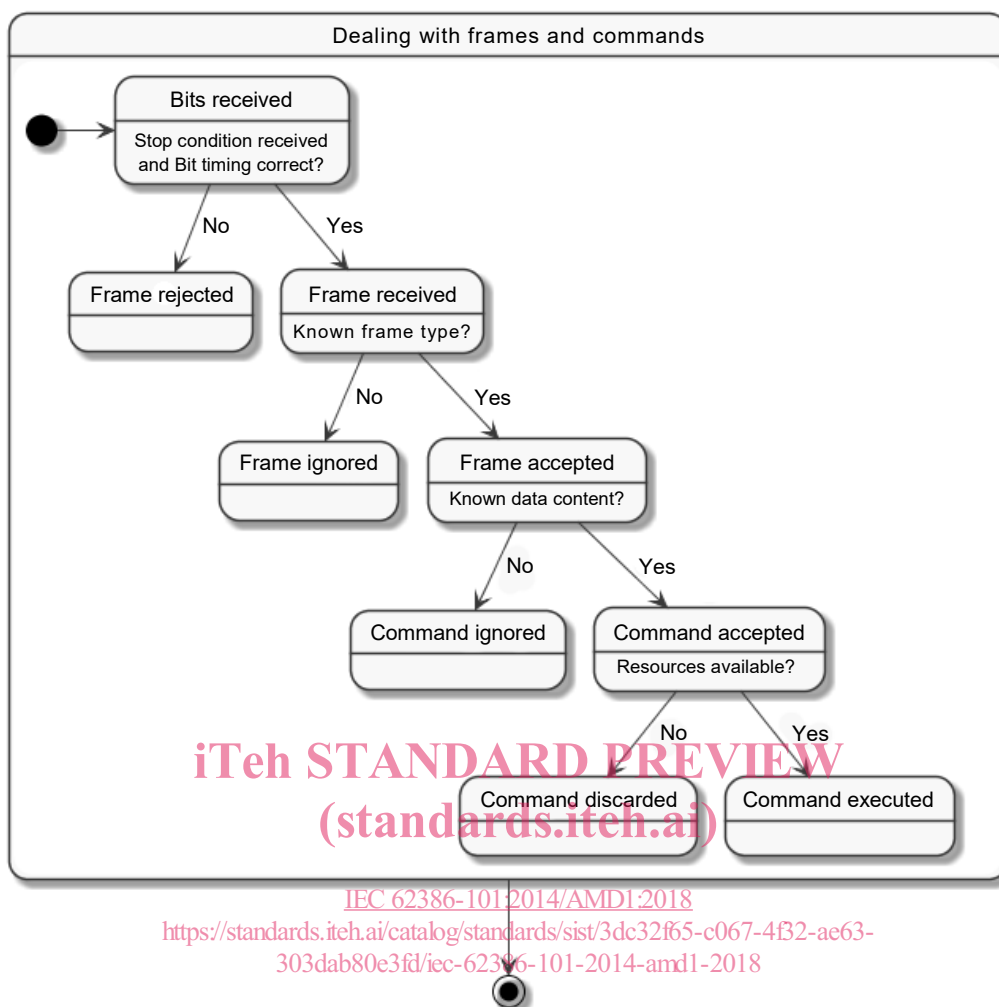 Dealing with frames and commands
Bits received
Stop condition received
and Bit timing correct?
No
Yes
Frame rejected
Frame received
Known frame type?
No
Yes
Frame ignored
Frame accepted
Known data content?
No
Yes
Command ignored
Command accepted
Resources available?
No
Yes
iTeh STANDARD PREVIEW
Command discarded
Command executed
(standards.iteh.ai)
IEC 62386-101:2014/AMD1:2018
https://standards.iteh.ai/catalog/standards/sist/3dc32f65-c067-4f32-ae63-
303dab80e3fd/iec-62386-101-2014-amd1-2018